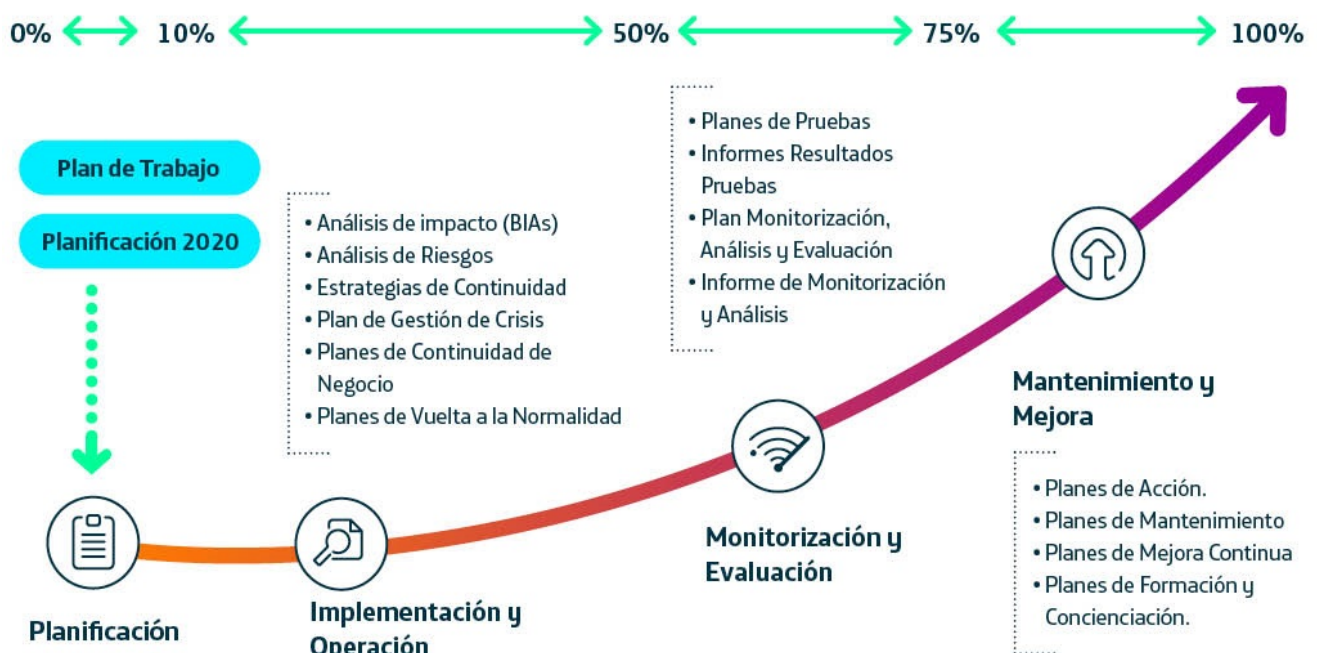 0% 10% 50% 75% 100%
Plan de Trabajo
Planificación 2020
Planificación
• Análisis de impacto (BIAs)
• Análisis de Riesgos
• Estrategias de Continuidad
• Plan de Gestión de Crisis
• Planes de Continuidad de
Negocio
• Planes de Vuelta a la Normalidad
Implementación y
Operación
• Planes de Pruebas
• Informes Resultados
Pruebas
• Plan Monitorización,
Análisis y Evaluación
• Informe de Monitorización
y Análisis
Monitorización y
Evaluación
Mantenimiento y
Mejora
• Planes de Acción.
• Planes de Mantenimiento
• Planes de Mejora Continua
• Planes de Formación y
Concienciación.